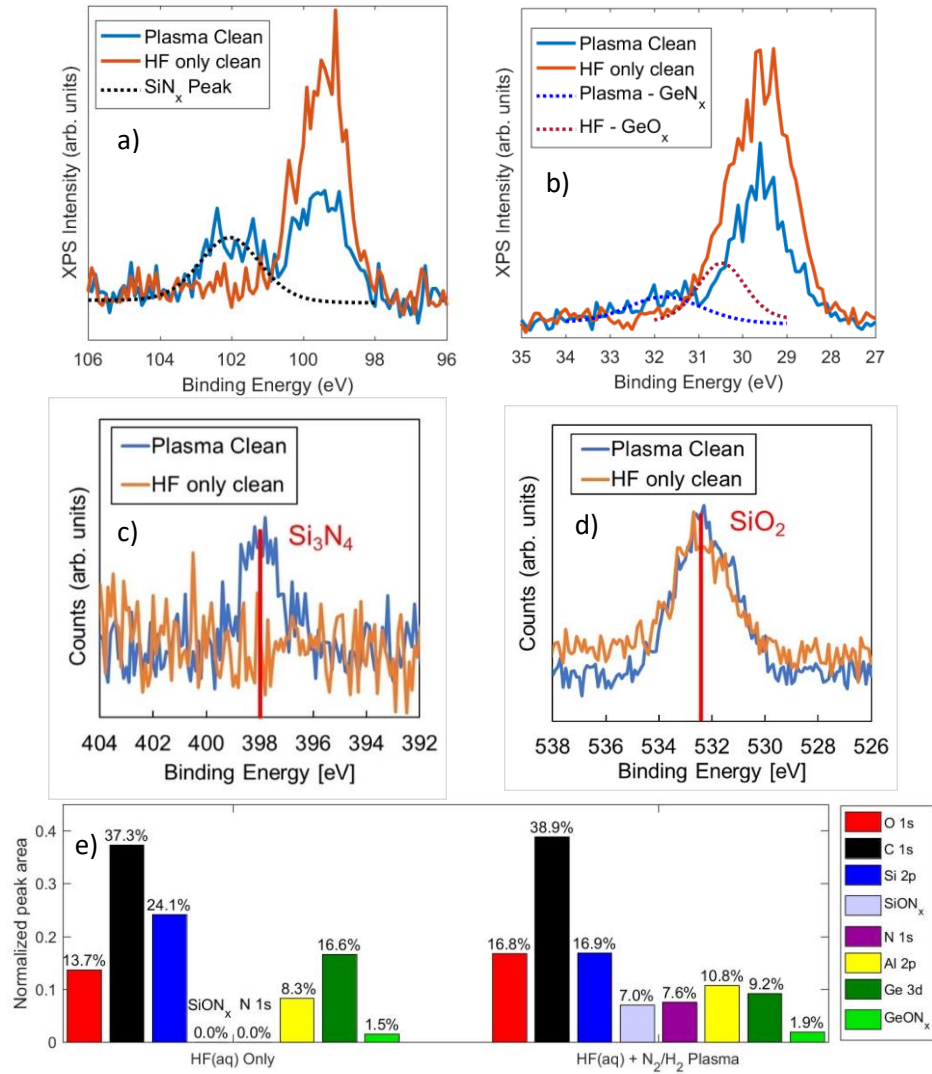 Plasma Clean
HF only clean
SiNx Peak
a)
XPS Intensity (arb. units)
106 104 102 100 98 96
Binding Energy (eV)
Plasma Clean
HF only clean
Plasma - GeNx
HF - GeOx
b)
XPS Intensity (arb. units)
35 34 33 32 31 30 29 28 27
Binding Energy (eV)
Plasma Clean
HF only clean
c)
Si3N4
Counts (arb. units)
404 402 400 398 396 394 392
Binding Energy [eV]
Plasma Clean
HF only clean
d)
SiO2
Counts (arb. units)
538 536 534 532 530 528 526
Binding Energy [eV]
e)
Normalized peak area
0.4
0.3
0.2
0.1
0
13.7%
37.3%
24.1%
SiONx
0.0%
N 1s
0.0%
8.3%
16.6%
1.5%
HF(aq) Only
16.8%
38.9%
16.9%
7.0%
7.6%
10.8%
9.2%
1.9%
HF(aq) + N2/H2 Plasma
O 1s
C 1s
Si 2p
SiONx
N 1s
Al 2p
Ge 3d
GeONx